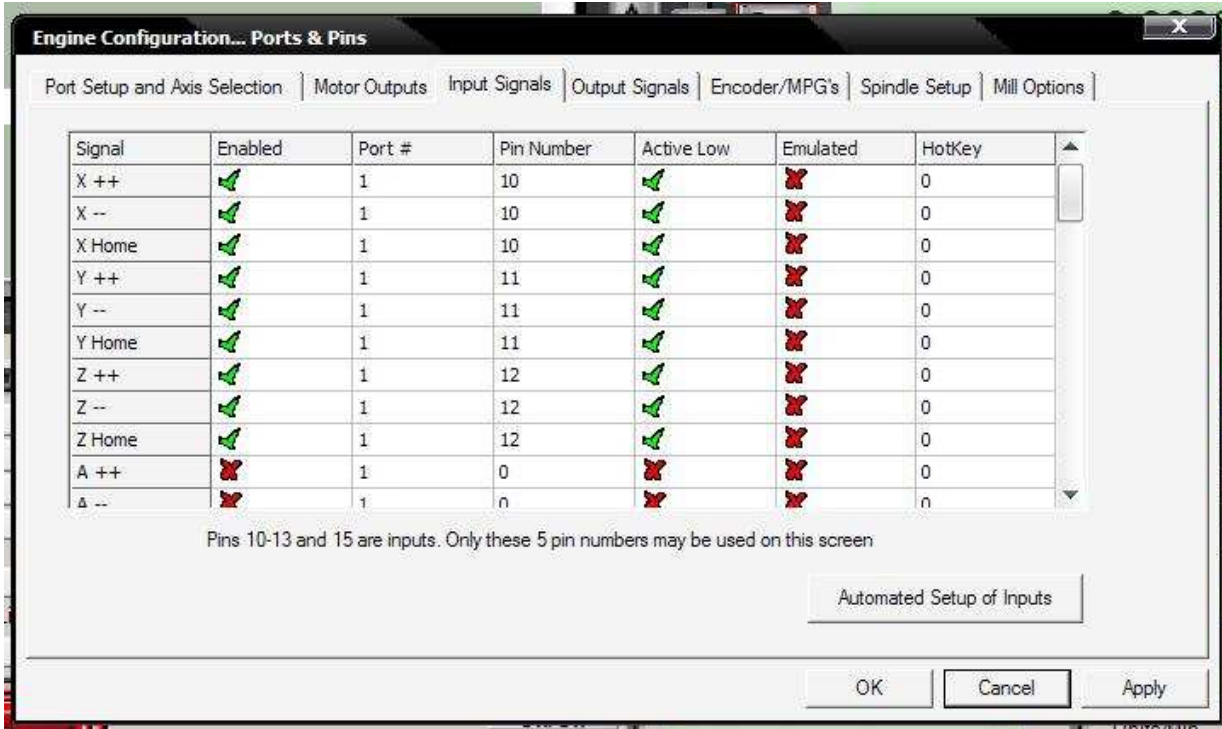 Engine Configuration... Ports & Pins
X
Port Setup and Axis Selection Motor Outputs Input Signals Output Signals Encoder/MPG's Spindle Setup Mill Options
Signal Enabled Port # Pin Number Active Low Emulated HotKey
X ++ 1 10 0
X -- 1 10 0
X Home 1 10 0
Y ++ 1 11 0
Y -- 1 11 0
Y Home 1 11 0
Z ++ 1 12 0
Z -- 1 12 0
Z Home 1 12 0
A ++ 1 0 0
A -- 1 0 0
Pins 10-13 and 15 are inputs. Only these 5 pin numbers may be used on this screen
Automated Setup of Inputs
OK Cancel Apply